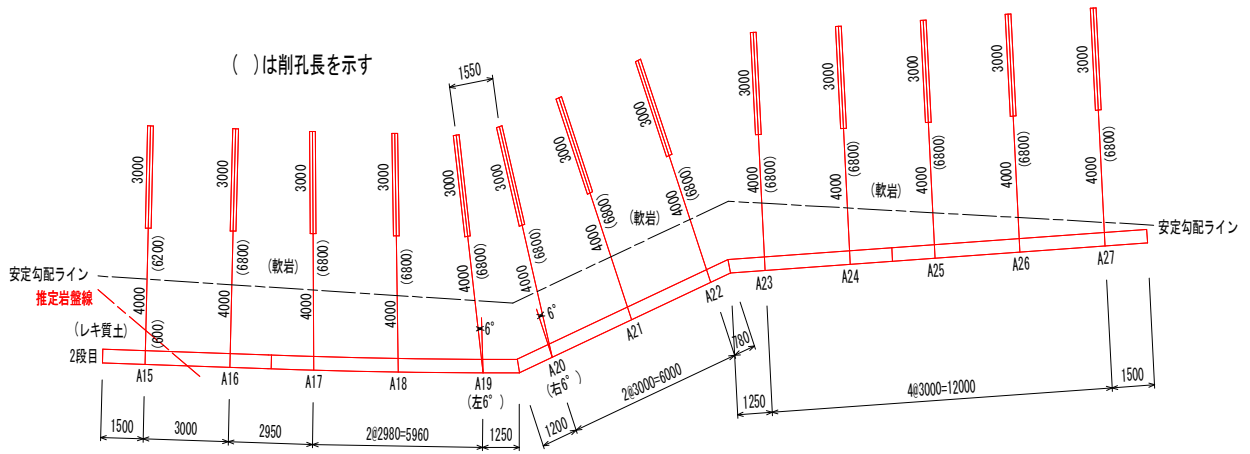 ( )は削孔長を示す
1550
3000
3000
3000
3000
3000
3000
3000
3000
3000
3000
3000
3000
3000
4000
(6200)
4000
(6800)
4000
(6800)
4000
(6800)
4000
(6800)
4000
(6800)
4000
(6800)
4000
(6800)
4000
(6800)
4000
(6800)
4000
(6800)
4000
(6800)
4000
(6800)
(軟岩)
(軟岩)
(軟岩)
安定勾配ライン
安定勾配ライン
推定岩盤線
(レキ質土)
(600)
2段目
6°
6°
A15
A16
A17
A18
A19
(左6°)
A20
(右6°)
A21
A22
A23
A24
A25
A26
A27
1500
3000
2950
2@2980=5960
1250
1200
2@3000=6000
780
1250
4@3000=12000
1500